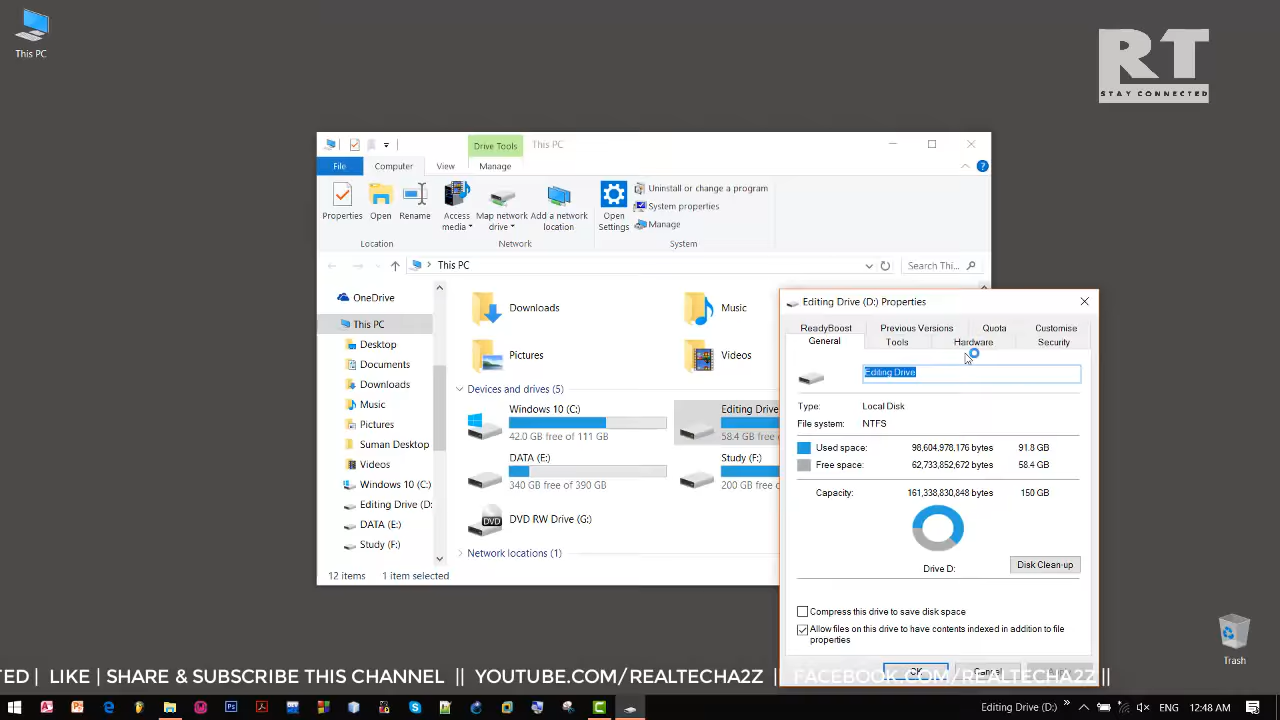 This PC
RT
STAY CONNECTED
Drive Tools
This PC
File
Computer
View
Manage
Properties
Open
Rename
Access media
Map network drive
Add a network location
Open Settings
Uninstall or change a program
System properties
Manage
Location
Network
System
This PC
Search Thi...
OneDrive
This PC
Desktop
Documents
Downloads
Music
Pictures
Suman Desktop
Videos
Windows 10 (C:)
Editing Drive (D:
DATA (E:)
Study (F:)
Downloads
Music
Pictures
Videos
Devices and drives (5)
Windows 10 (C:)
42.0 GB free of 111 GB
Editing Drive
58.4 GB free
DATA (E:)
340 GB free of 390 GB
Study (F:)
200 GB free
DVD
DVD RW Drive (G:)
Network locations (1)
12 items
1 item selected
Editing Drive (D:) Properties
ReadyBoost
Previous Versions
Quota
Customise
General
Tools
Hardware
Security
Editing Drive
Type: Local Disk
File system: NTFS
Used space: 98,604,978,176 bytes 91.8 GB
Free space: 62,733,852,672 bytes 58.4 GB
Capacity: 161,338,830,848 bytes 150 GB
Drive D:
Disk Clean-up
Compress this drive to save disk space
Allow files on this drive to have contents indexed in addition to file
properties
OK
Cancel
Trash
TED | LIKE | SHARE & SUBSCRIBE THIS CHANNEL || YOUTUBE.COM/REALTECHA2Z || FACEBOOK.COM/REALTECHA2Z ||
Editing Drive (D:)
ENG
12:48 AM